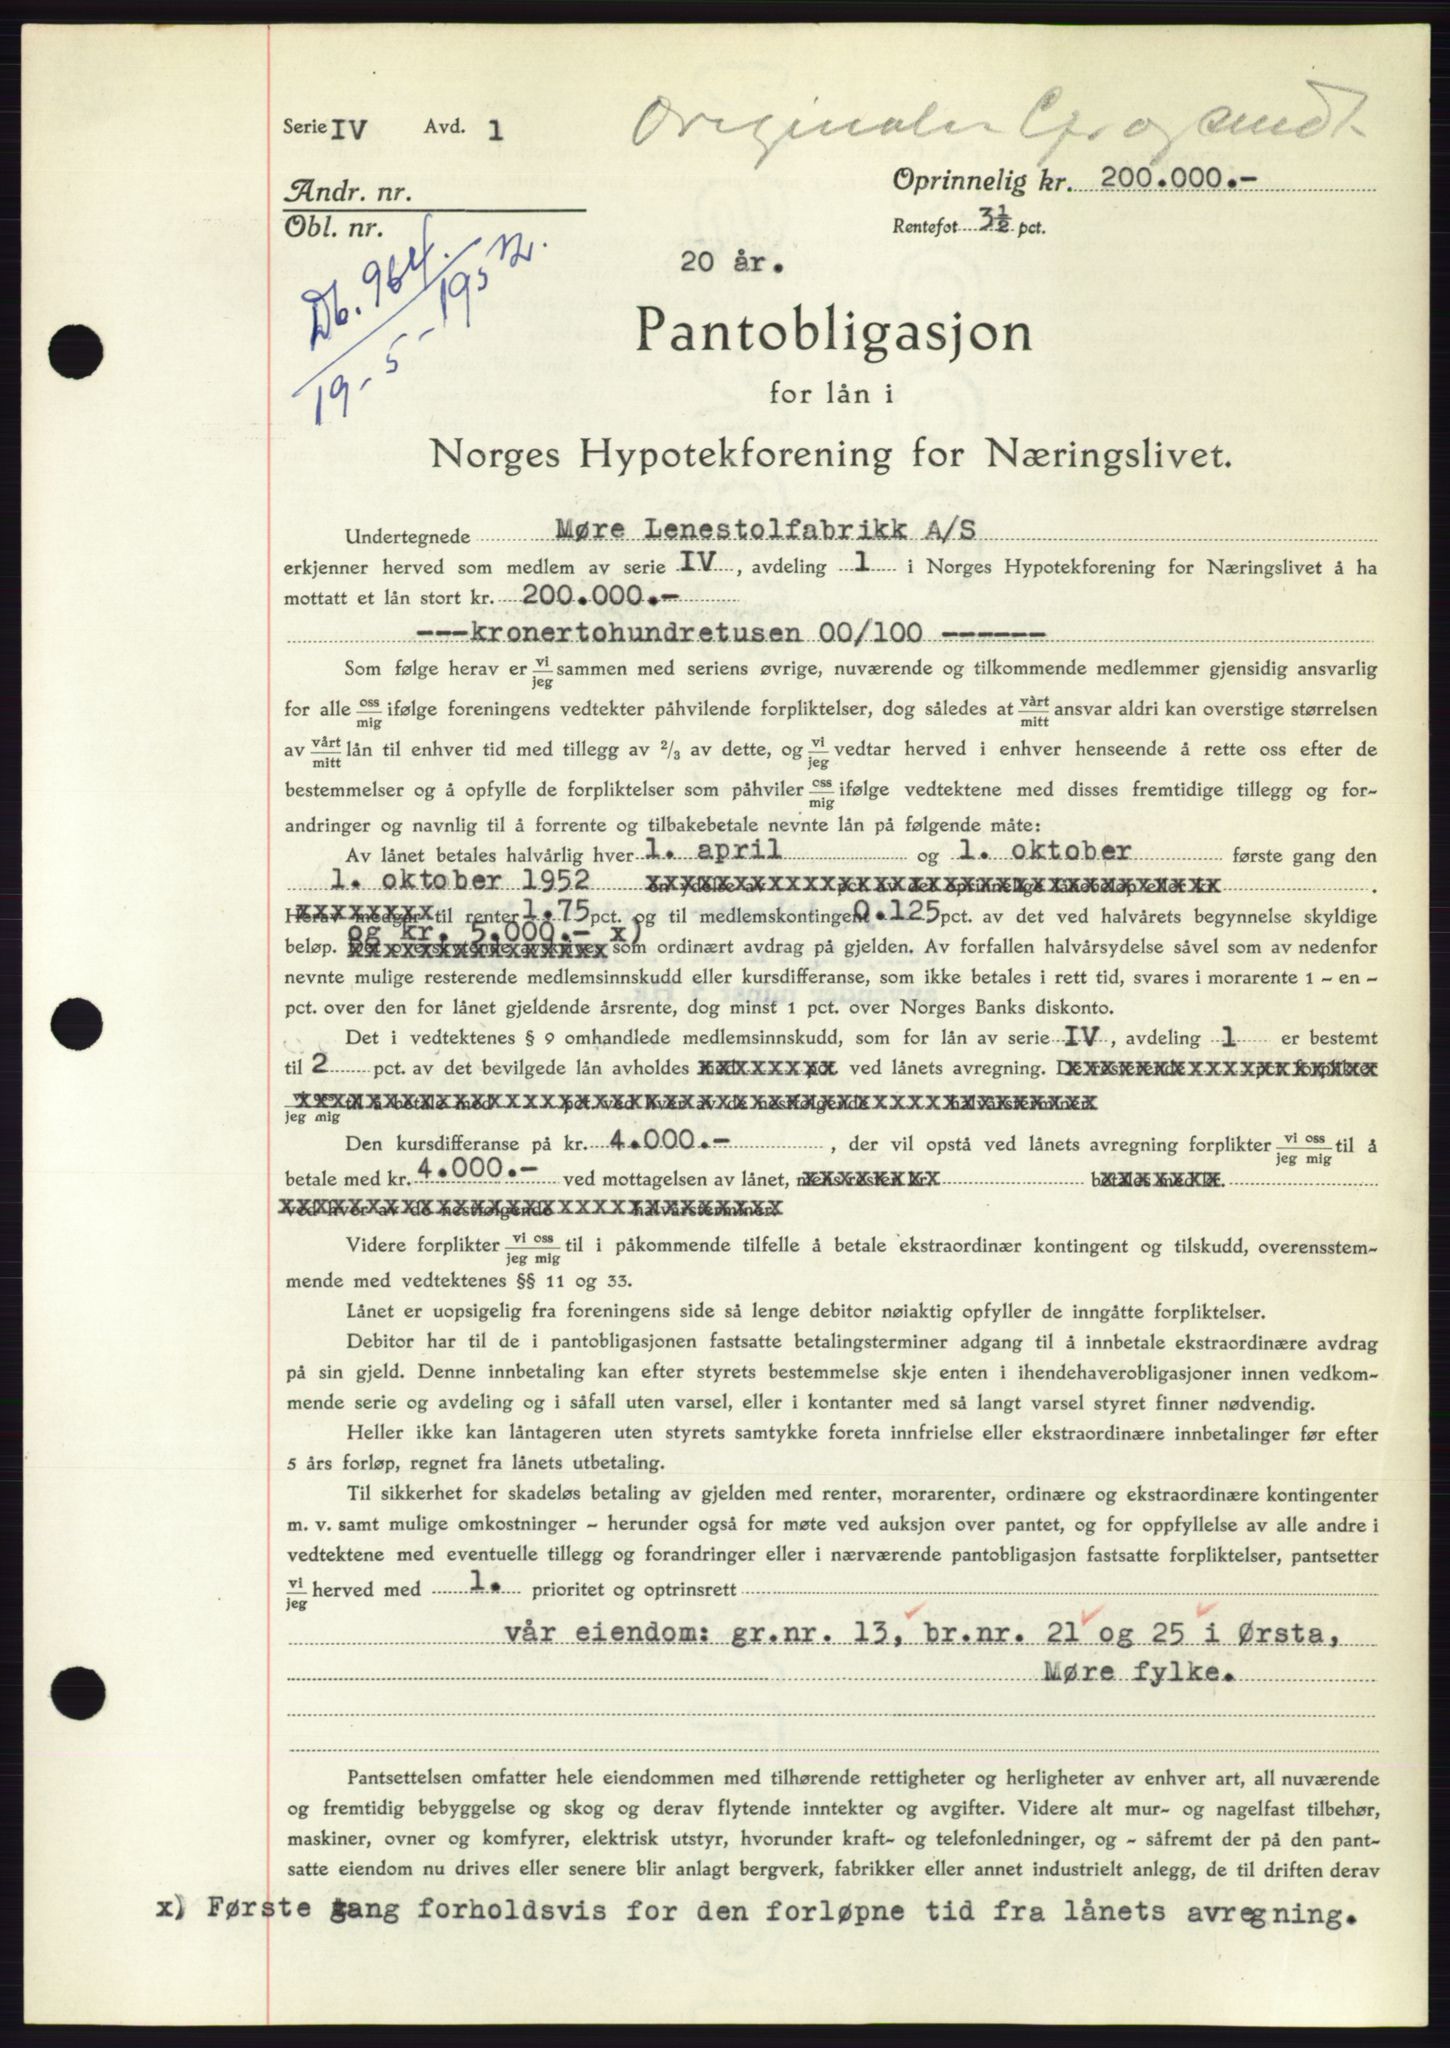 Serie IV Avd. 1
Andr. nr.
Oprinnelig kr. 200.000.-
Obl. nr.
Rentefot 3½ pct.
Db. 964.
19-5-1952.
20 år.
Pantobligasjon
for lån i
Norges Hypotekforening for Næringslivet.
Undertegnede Møre Lenestolfabrikk A/S
erkjenner herved som medlem av serie IV, avdeling 1 i Norges Hypotekforening for Næringslivet å ha
mottatt et lån stort kr. 200.000.-
---kronertohundretusen 00/100 ------
Som følge herav er vi/jeg sammen med seriens øvrige, nuværende og tilkommende medlemmer gjensidig ansvarlig
for alle oss/mig ifølge foreningens vedtekter påhvilende forpliktelser, dog således at vårt/mitt ansvar aldri kan overstige størrelsen
av vårt/mitt lån til enhver tid med tillegg av 2/3 av dette, og vi/jeg vedtar herved i enhver henseende å rette oss efter de
bestemmelser og å opfylle de forpliktelser som påhviler oss/mig ifølge vedtektene med disses fremtidige tillegg og for-
andringer og navnlig til å forrente og tilbakebetale nevnte lån på følgende måte:
Av lånet betales halvårlig hver 1. april og 1. oktober første gang den
1. oktober 1952 .
til renter 1.75 pct. og til medlemskontingent 0.125 pct. av det ved halvårets begynnelse skyldige
og kr. 5.000.- x)
beløp. som ordinært avdrag på gjelden. Av forfallen halvårsydelse såvel som av nedenfor
nevnte mulige resterende medlemsinnskudd eller kursdifferanse, som ikke betales i rett tid, svares i morarente 1 - en -
pct. over den for lånet gjeldende årsrente, dog minst 1 pct. over Norges Banks diskonto.
Det i vedtektenes § 9 omhandlede medlemsinnskudd, som for lån av serie IV, avdeling 1 er bestemt
til 2 pct. av det bevilgede lån avholdes ved lånets avregning.
jeg mig
Den kursdifferanse på kr. 4.000.- , der vil opstå ved lånets avregning forplikter vi oss/jeg mig til å
betale med kr. 4.000.- ved mottagelsen av lånet,
Videre forplikter vi oss/jeg mig til i påkommende tilfelle å betale ekstraordinær kontingent og tilskudd, overensstem-
mende med vedtektenes §§ 11 og 33.
Lånet er uopsigelig fra foreningens side så lenge debitor nøiaktig opfyller de inngåtte forpliktelser.
Debitor har til de i pantobligasjonen fastsatte betalingsterminer adgang til å innbetale ekstraordinære avdrag
på sin gjeld. Denne innbetaling kan efter styrets bestemmelse skje enten i ihendehaverobligasjoner innen vedkom-
mende serie og avdeling og i såfall uten varsel, eller i kontanter med så langt varsel styret finner nødvendig.
Heller ikke kan låntageren uten styrets samtykke foreta innfrielse eller ekstraordinære innbetalinger før efter
5 års forløp, regnet fra lånets utbetaling.
Til sikkerhet for skadeløs betaling av gjelden med renter, morarenter, ordinære og ekstraordinære kontingenter
m. v. samt mulige omkostninger - herunder også for møte ved auksjon over pantet, og for oppfyllelse av alle andre i
vedtektene med eventuelle tillegg og forandringer eller i nærværende pantobligasjon fastsatte forpliktelser, pantsetter
vi/jeg herved med 1. prioritet og optrinsrett
vår eiendom: gr.nr. 13, br.nr. 21 og 25 i Ørsta,
Møre fylke.
Pantsettelsen omfatter hele eiendommen med tilhørende rettigheter og herligheter av enhver art, all nuværende
og fremtidig bebyggelse og skog og derav flytende inntekter og avgifter. Videre alt mur- og nagelfast tilbehør,
maskiner, ovner og komfyrer, elektrisk utstyr, hvorunder kraft- og telefonledninger, og - såfremt der på den pant-
satte eiendom nu drives eller senere blir anlagt bergverk, fabrikker eller annet industrielt anlegg, de til driften derav
x) Første gang forholdsvis for den forløpne tid fra lånets avregning.